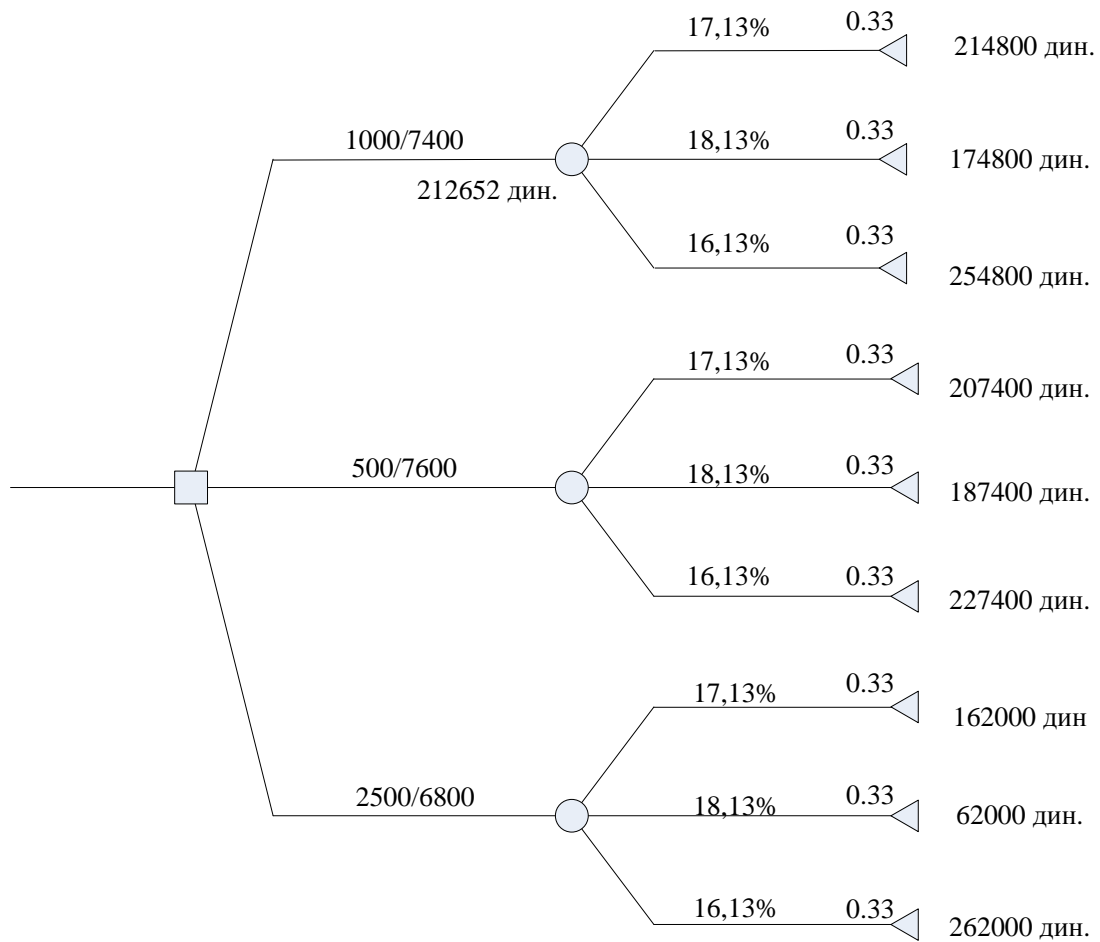 17,13% 0.33 214800 дин.
1000/7400 18,13% 0.33 174800 дин.
212652 дин.
16,13% 0.33 254800 дин.
17,13% 0.33 207400 дин.
500/7600 18,13% 0.33 187400 дин.
16,13% 0.33 227400 дин.
17,13% 0.33 162000 дин
2500/6800 18,13% 0.33 62000 дин.
16,13% 0.33 262000 дин.